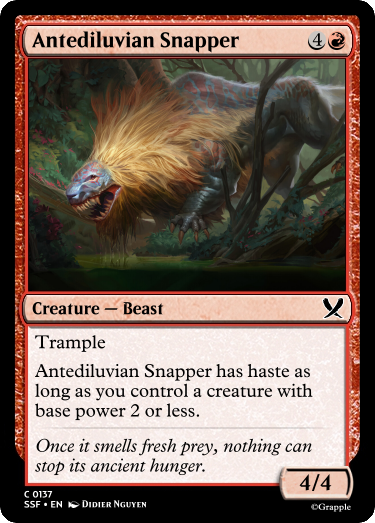 Antediluvian Snapper 4
Creature — Beast
Trample
Antediluvian Snapper has haste as
long as you control a creature with
base power 2 or less.
Once it smells fresh prey, nothing can
stop its ancient hunger.
4/4
C 0137
SSF • EN Didier Nguyen
©Grapple